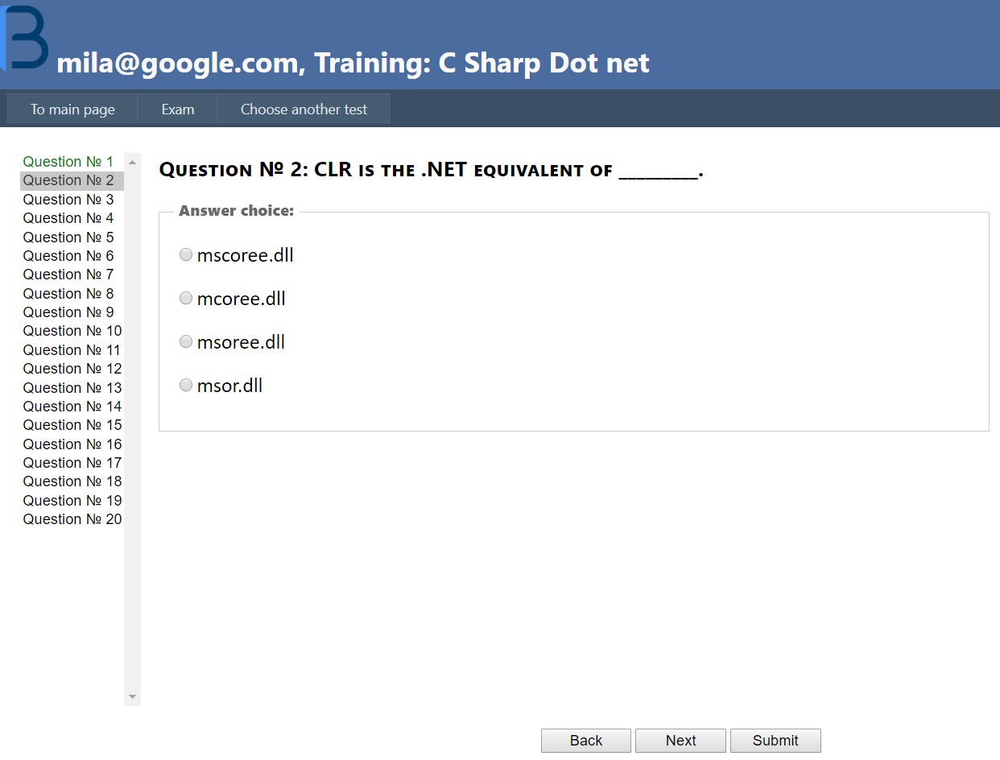 mila@google.com, Training: C Sharp Dot net
To main page
Exam
Choose another test
Question № 1
Question № 2
Question № 3
Question № 4
Question № 5
Question № 6
Question № 7
Question № 8
Question № 9
Question № 10
Question № 11
Question № 12
Question № 13
Question № 14
Question № 15
Question № 16
Question № 17
Question № 18
Question № 19
Question № 20
Question № 2: CLR is the .NET equivalent of _________.
Answer choice:
mscoree.dll
mcoree.dll
msoree.dll
msor.dll
Back
Next
Submit